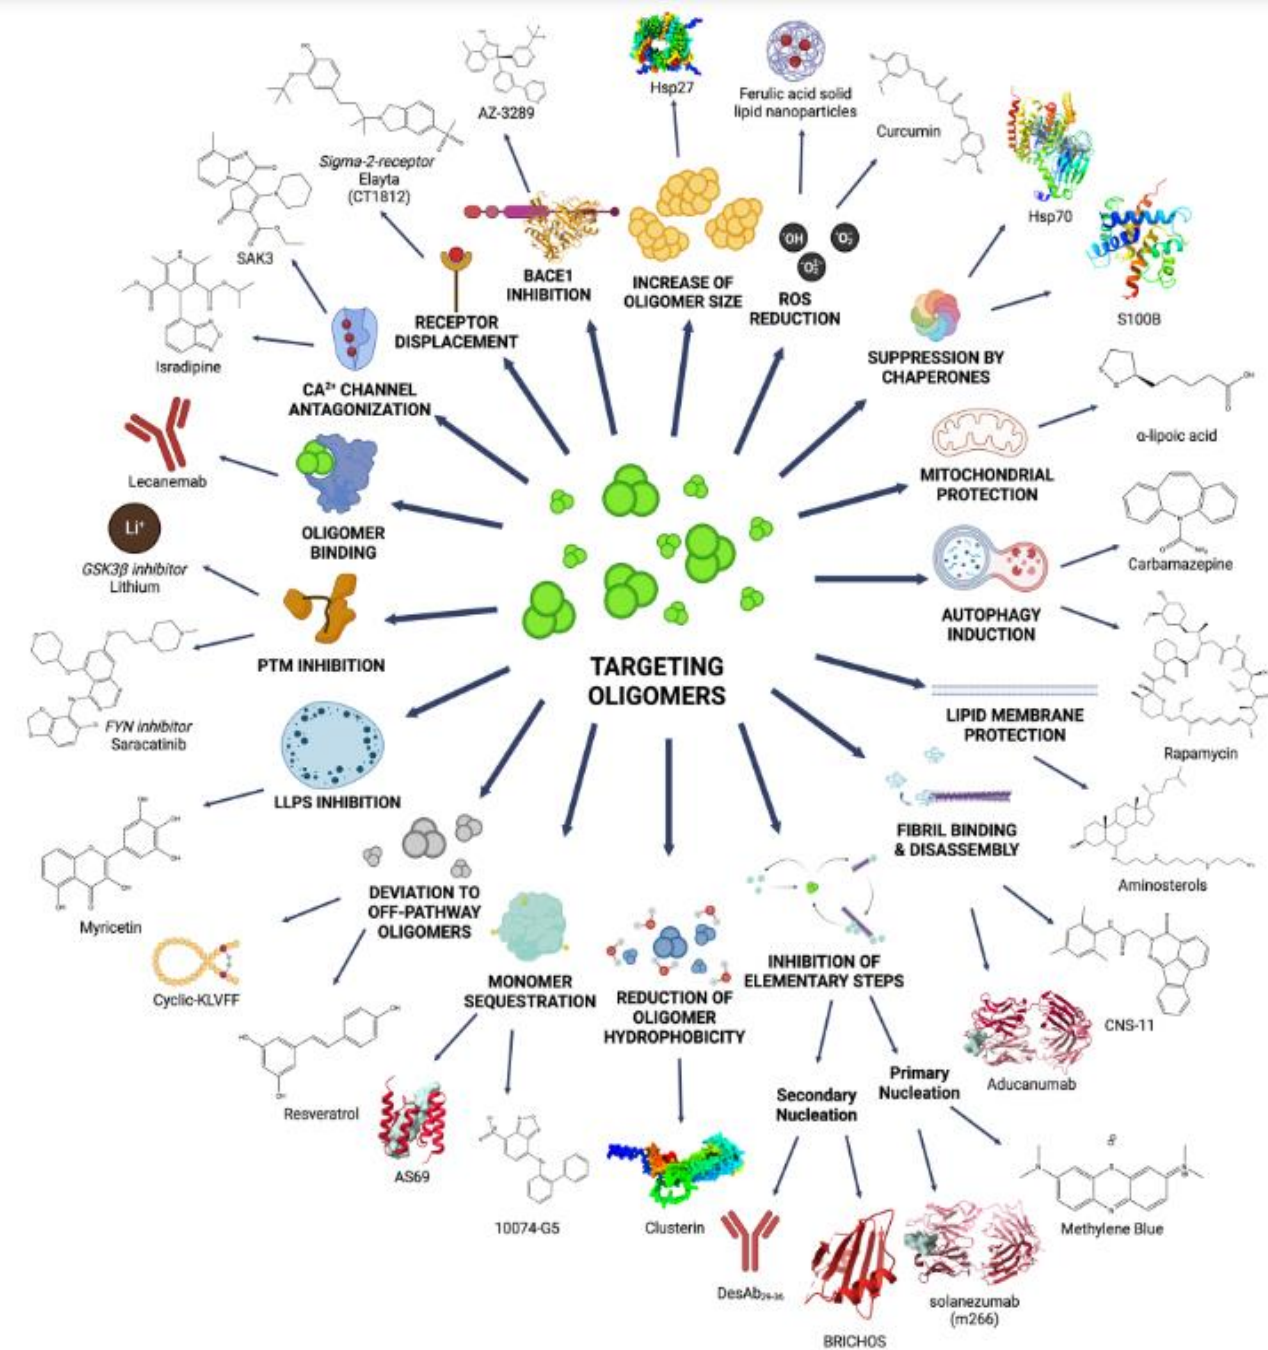 Hsp27
Ferulic acid solid
lipid nanoparticles
Curcumin
AZ-3289
Sigma-2-receptor
Elayta
(CT1812)
SAK3
Hsp70
S100B
•OH
•O₂⁻
BACE1
INHIBITION
INCREASE OF
OLIGOMER SIZE
ROS
REDUCTION
RECEPTOR
DISPLACEMENT
SUPPRESSION BY
CHAPERONES
Isradipine
CA²⁺ CHANNEL
ANTAGONIZATION
α-lipoic acid
Lecanemab
MITOCHONDRIAL
PROTECTION
OLIGOMER
BINDING
Li⁺
GSK3β inhibitor
Lithium
Carbamazepine
AUTOPHAGY
INDUCTION
PTM INHIBITION
TARGETING
OLIGOMERS
FYN inhibitor
Saracatinib
LIPID MEMBRANE
PROTECTION
Rapamycin
LLPS INHIBITION
FIBRIL BINDING
& DISASSEMBLY
Aminosterols
Myricetin
DEVIATION TO
OFF-PATHWAY
OLIGOMERS
Cyclic-KLVFF
MONOMER
SEQUESTRATION
REDUCTION OF
OLIGOMER
HYDROPHOBICITY
INHIBITION OF
ELEMENTARY STEPS
CNS-11
Aducanumab
Resveratrol
Secondary
Nucleation
Primary
Nucleation
AS69
10074-G5
Clusterin
Methylene Blue
DesAb₂₉₋₃₆
BRICHOS
solanezumab
(m266)